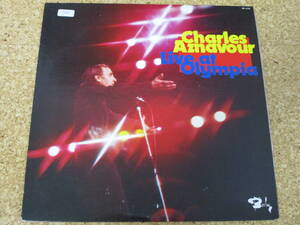 Charles
Aznavour
Live at
Olympia